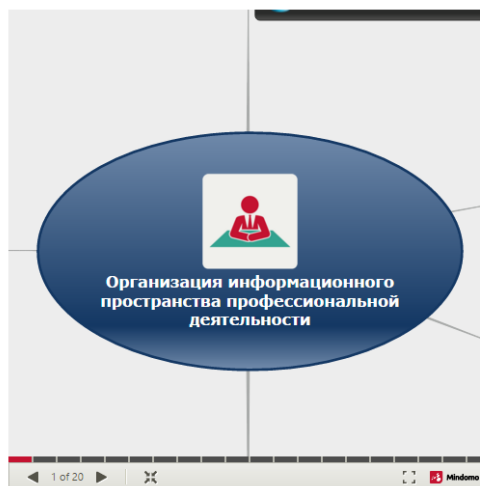 Организация информационного
пространства профессиональной
деятельности
1 of 20
Mindomo